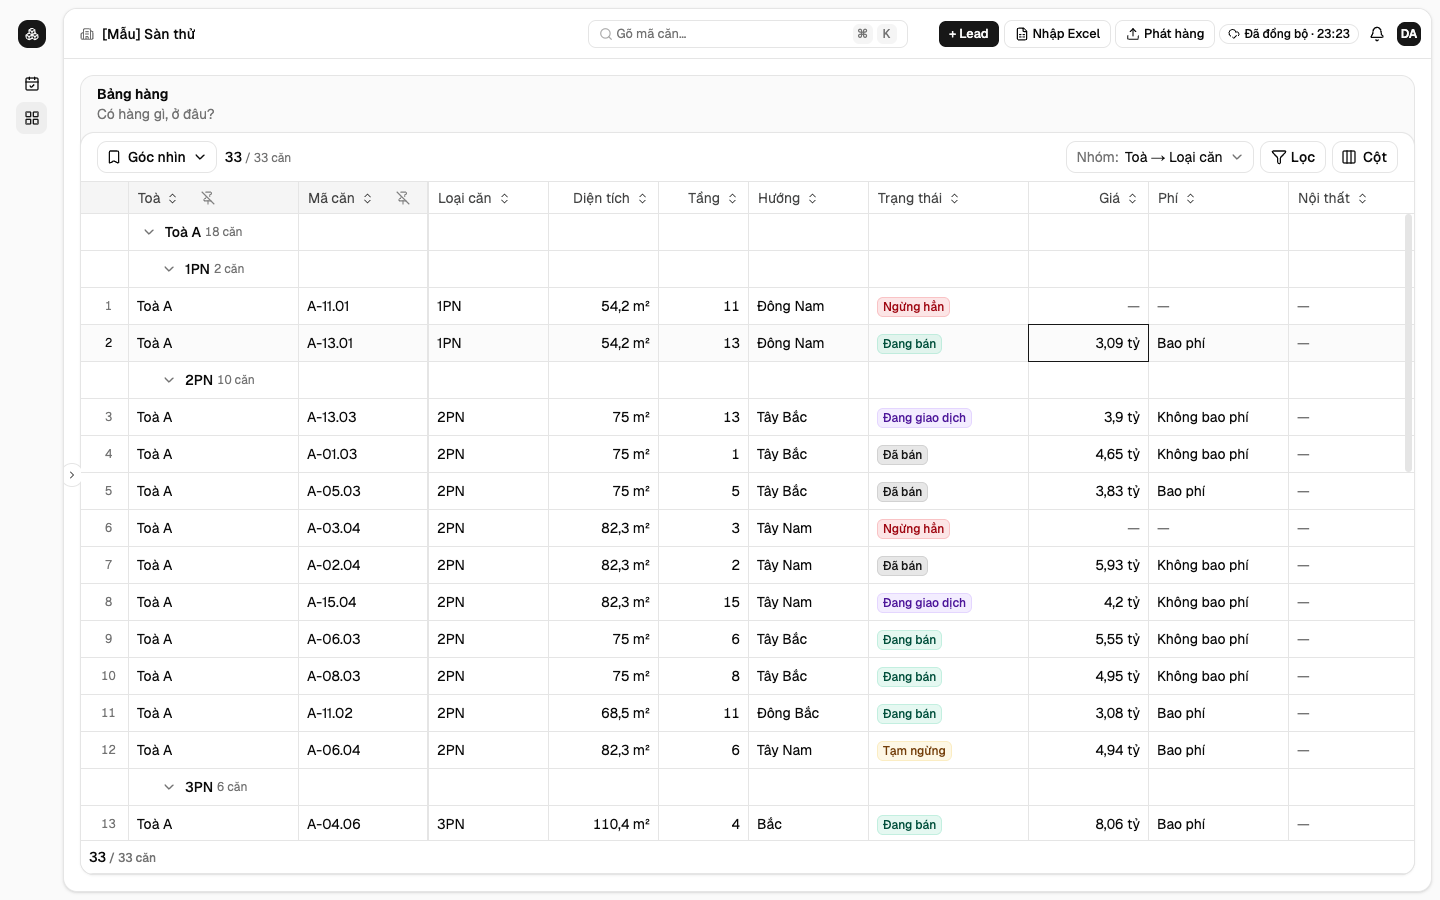 [Mẫu] Sàn thử
Gõ mã căn...
⌘ K
+ Lead
Nhập Excel
Phát hàng
Đã đồng bộ · 23:23
DA
Bảng hàng
Có hàng gì, ở đâu?
Góc nhìn
33 / 33 căn
Nhóm: Toà → Loại căn
Lọc
Cột
Toà Mã căn Loại căn Diện tích Tầng Hướng Trạng thái Giá Phí Nội thất
Toà A 18 căn
1PN 2 căn
1 Toà A A-11.01 1PN 54,2 m² 11 Đông Nam Ngừng hẳn — — —
2 Toà A A-13.01 1PN 54,2 m² 13 Đông Nam Đang bán 3,09 tỷ Bao phí —
2PN 10 căn
3 Toà A A-13.03 2PN 75 m² 13 Tây Bắc Đang giao dịch 3,9 tỷ Không bao phí —
4 Toà A A-01.03 2PN 75 m² 1 Tây Bắc Đã bán 4,65 tỷ Không bao phí —
5 Toà A A-05.03 2PN 75 m² 5 Tây Bắc Đã bán 3,83 tỷ Bao phí —
6 Toà A A-03.04 2PN 82,3 m² 3 Tây Nam Ngừng hẳn — — —
7 Toà A A-02.04 2PN 82,3 m² 2 Tây Nam Đã bán 5,93 tỷ Không bao phí —
8 Toà A A-15.04 2PN 82,3 m² 15 Tây Nam Đang giao dịch 4,2 tỷ Không bao phí —
9 Toà A A-06.03 2PN 75 m² 6 Tây Bắc Đang bán 5,55 tỷ Không bao phí —
10 Toà A A-08.03 2PN 75 m² 8 Tây Bắc Đang bán 4,95 tỷ Không bao phí —
11 Toà A A-11.02 2PN 68,5 m² 11 Đông Bắc Đang bán 3,08 tỷ Bao phí —
12 Toà A A-06.04 2PN 82,3 m² 6 Tây Nam Tạm ngừng 4,94 tỷ Bao phí —
3PN 6 căn
13 Toà A A-04.06 3PN 110,4 m² 4 Bắc Đang bán 8,06 tỷ Bao phí —
33 / 33 căn